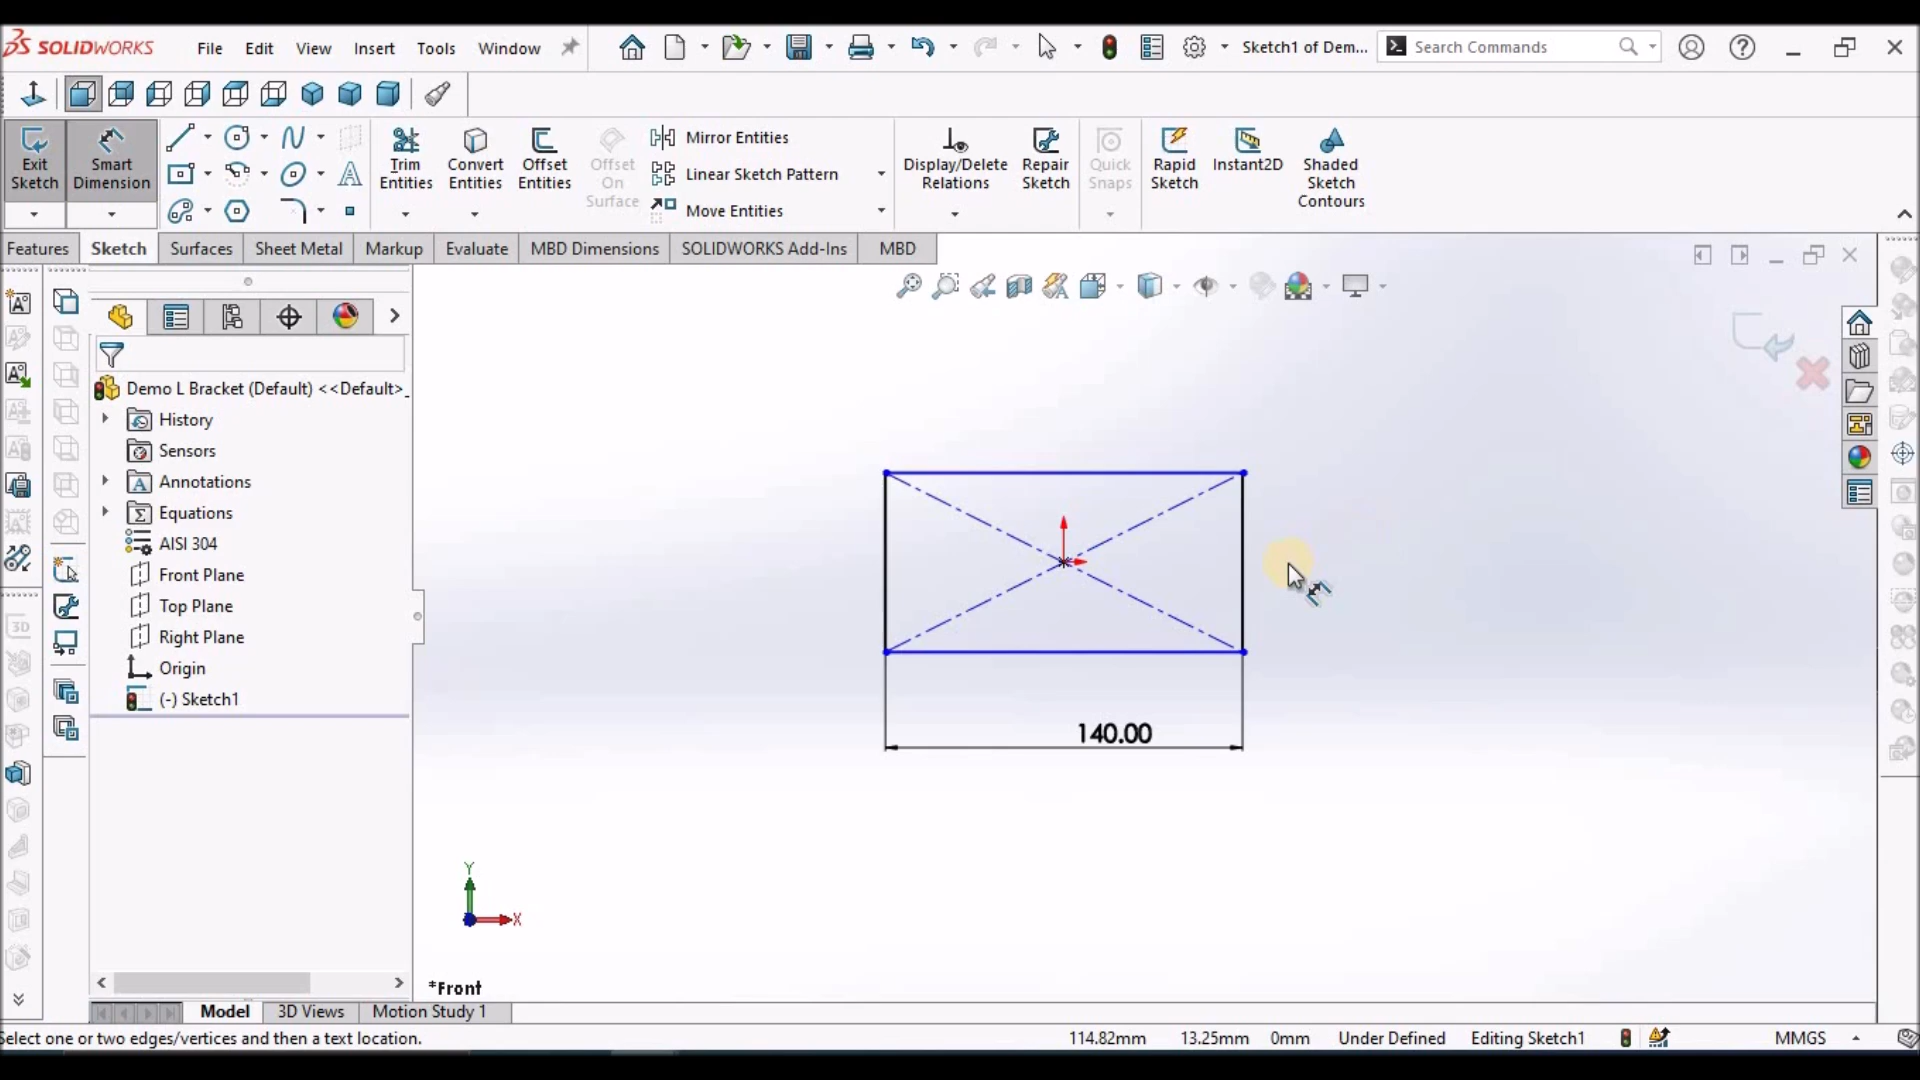 SOLIDWORKS File Edit View Insert Tools Window Sketch1 of Dem... Search Commands
Exit Sketch
Smart Dimension
Trim Entities
Convert Entities
Offset Entities
Offset On Surface
Mirror Entities
Linear Sketch Pattern
Move Entities
Display/Delete Relations
Repair Sketch
Quick Snaps
Rapid Sketch
Instant2D
Shaded Sketch Contours
Features Sketch Surfaces Sheet Metal Markup Evaluate MBD Dimensions SOLIDWORKS Add-Ins MBD
Demo L Bracket (Default) <<Default>_
History
Sensors
Annotations
Equations
AISI 304
Front Plane
Top Plane
Right Plane
Origin
(-) Sketch1
3D
140.00
Y
X
*Front
Model 3D Views Motion Study 1
Select one or two edges/vertices and then a text location. 114.82mm 13.25mm 0mm Under Defined Editing Sketch1 MMGS